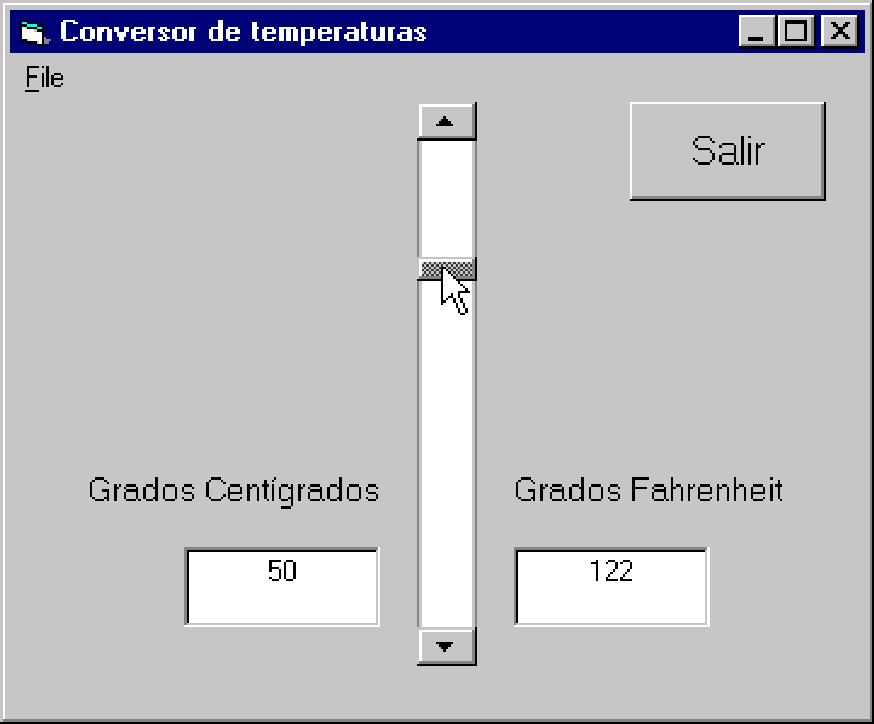 Conversor de temperaturas
File
Salir
Grados Centígrados
Grados Fahrenheit
50
122